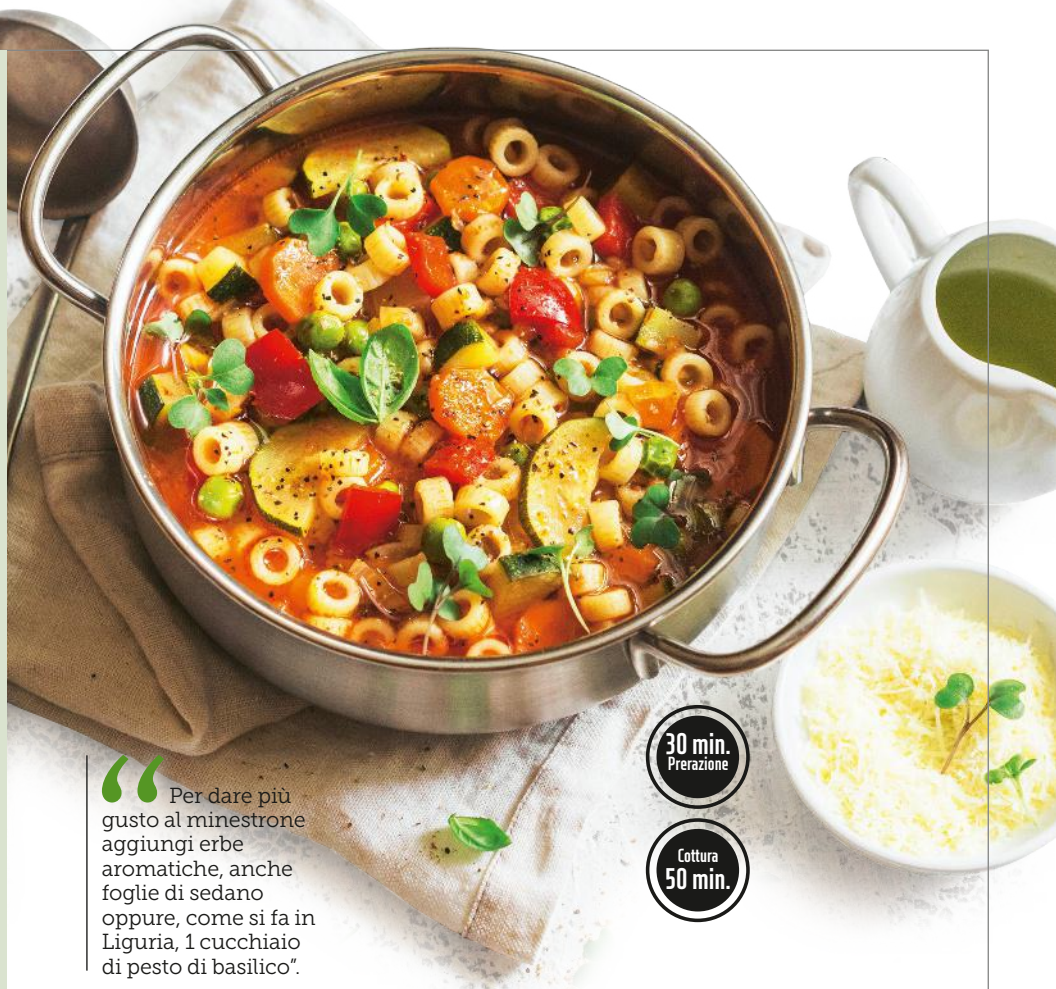 “ Per dare più
gusto al minestrone
aggiungi erbe
aromatiche, anche
foglie di sedano
oppure, come si fa in
Liguria, 1 cucchiaio
di pesto di basilico”.
30 min.
Prerazione
Cottura
50 min.